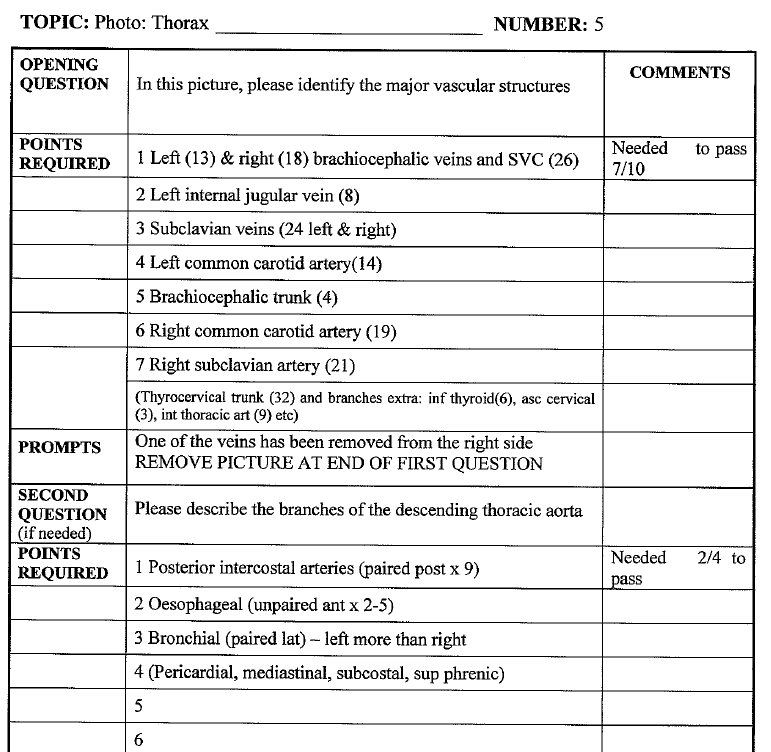 TOPIC: Photo: Thorax NUMBER: 5
OPENING QUESTION
In this picture, please identify the major vascular structures
COMMENTS
POINTS REQUIRED
1 Left (13) & right (18) brachiocephalic veins and SVC (26)
Needed to pass 7/10
2 Left internal jugular vein (8)
3 Subclavian veins (24 left & right)
4 Left common carotid artery(14)
5 Brachiocephalic trunk (4)
6 Right common carotid artery (19)
7 Right subclavian artery (21)
(Thyrocervical trunk (32) and branches extra: inf thyroid(6), asc cervical
(3), int thoracic art (9) etc)
PROMPTS
One of the veins has been removed from the right side
REMOVE PICTURE AT END OF FIRST QUESTION
SECOND QUESTION (if needed)
Please describe the branches of the descending thoracic aorta
POINTS REQUIRED
1 Posterior intercostal arteries (paired post x 9)
Needed 2/4 to pass
2 Oesophageal (unpaired ant x 2-5)
3 Bronchial (paired lat) – left more than right
4 (Pericardial, mediastinal, subcostal, sup phrenic)
5
6